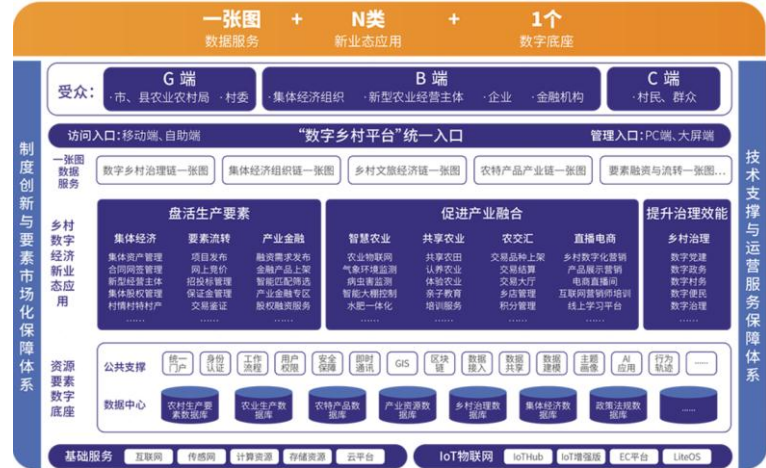 一张图 + N类 + 1个
数据服务 新业态应用 数字底座
制度创新与要素市场化保障体系
受众：
G 端
·市、县农业农村局 ·村委
B 端
·集体经济组织 ·新型农业经营主体 ·企业 ·金融机构
C 端
·村民、群众
访问入口:移动端、自助端 “数字乡村平台”统一入口 管理入口:PC端、大屏端
一张图
数据
服务
数字乡村治理链一张图 集体经济组织链一张图 乡村文旅经济链一张图 农特产品产业链一张图 要素融资与流转一张图...
乡村
数字
经济
新业
态应
用
盘活生产要素
集体经济 要素流转 产业金融
集体资产管理 项目发布 融资需求发布
合同网签管理 网上竞价 金融产品上架
新型经营主体 招投标管理 智能匹配筛选
集体股权管理 保证金管理 产业金融专区
村情村特村产 交易鉴证 股权融资服务
...... ...... ......
促进产业融合
智慧农业 共享农业 农交汇 直播电商
农业物联网 共享农田 交易品种上架 乡村数字化营销
气象环境监测 认养农业 交易结算 产品展示营销
病虫害监测 体验农业 交易大厅 电商直播间
智能大棚控制 亲子教育 乡店管理 互联网营销师培训
水肥一体化 培训服务 积分管理 线上学习平台
...... ...... ...... ......
提升治理效能
乡村治理
数字党建
数字政务
数字村务
数字便民
数字治理
......
资源
要素
数字
底座
公共支撑
统一门户 身份认证 工作流程 用户权限 安全保障 即时通讯 GIS 区块链 数据接入 数据共享 数据建模 主题画像 AI应用 行为轨迹 ......
数据中心
农村生产要素数据库 农业生产数据库 农特产品数据库 产业资源数据库 乡村治理数据库 集体经济数据库 政策法规数据库 ......
基础服务 互联网 传感网 计算资源 存储资源 云平台
IoT物联网 IoTHub IoT增强版 EC平台 LiteOS
技术支撑与运营服务保障体系